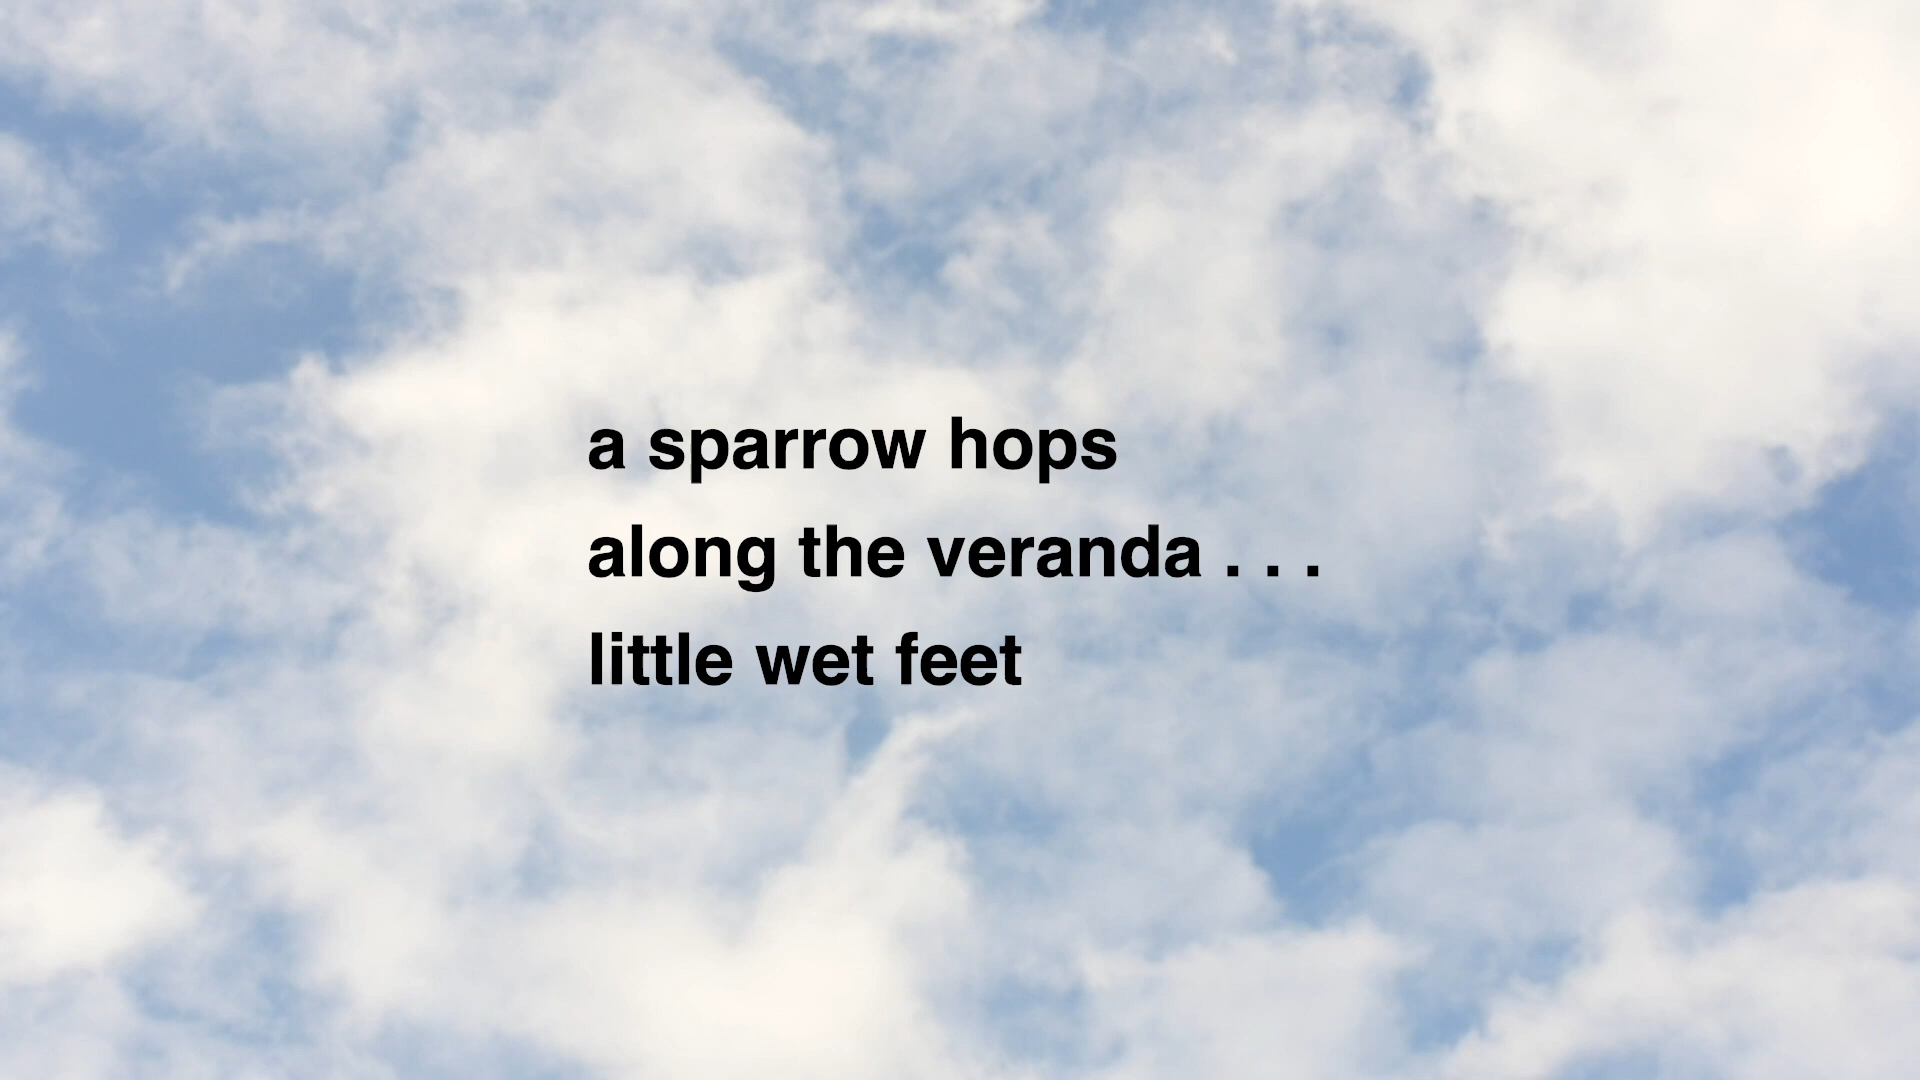 a sparrow hops
along the veranda . . .
little wet feet